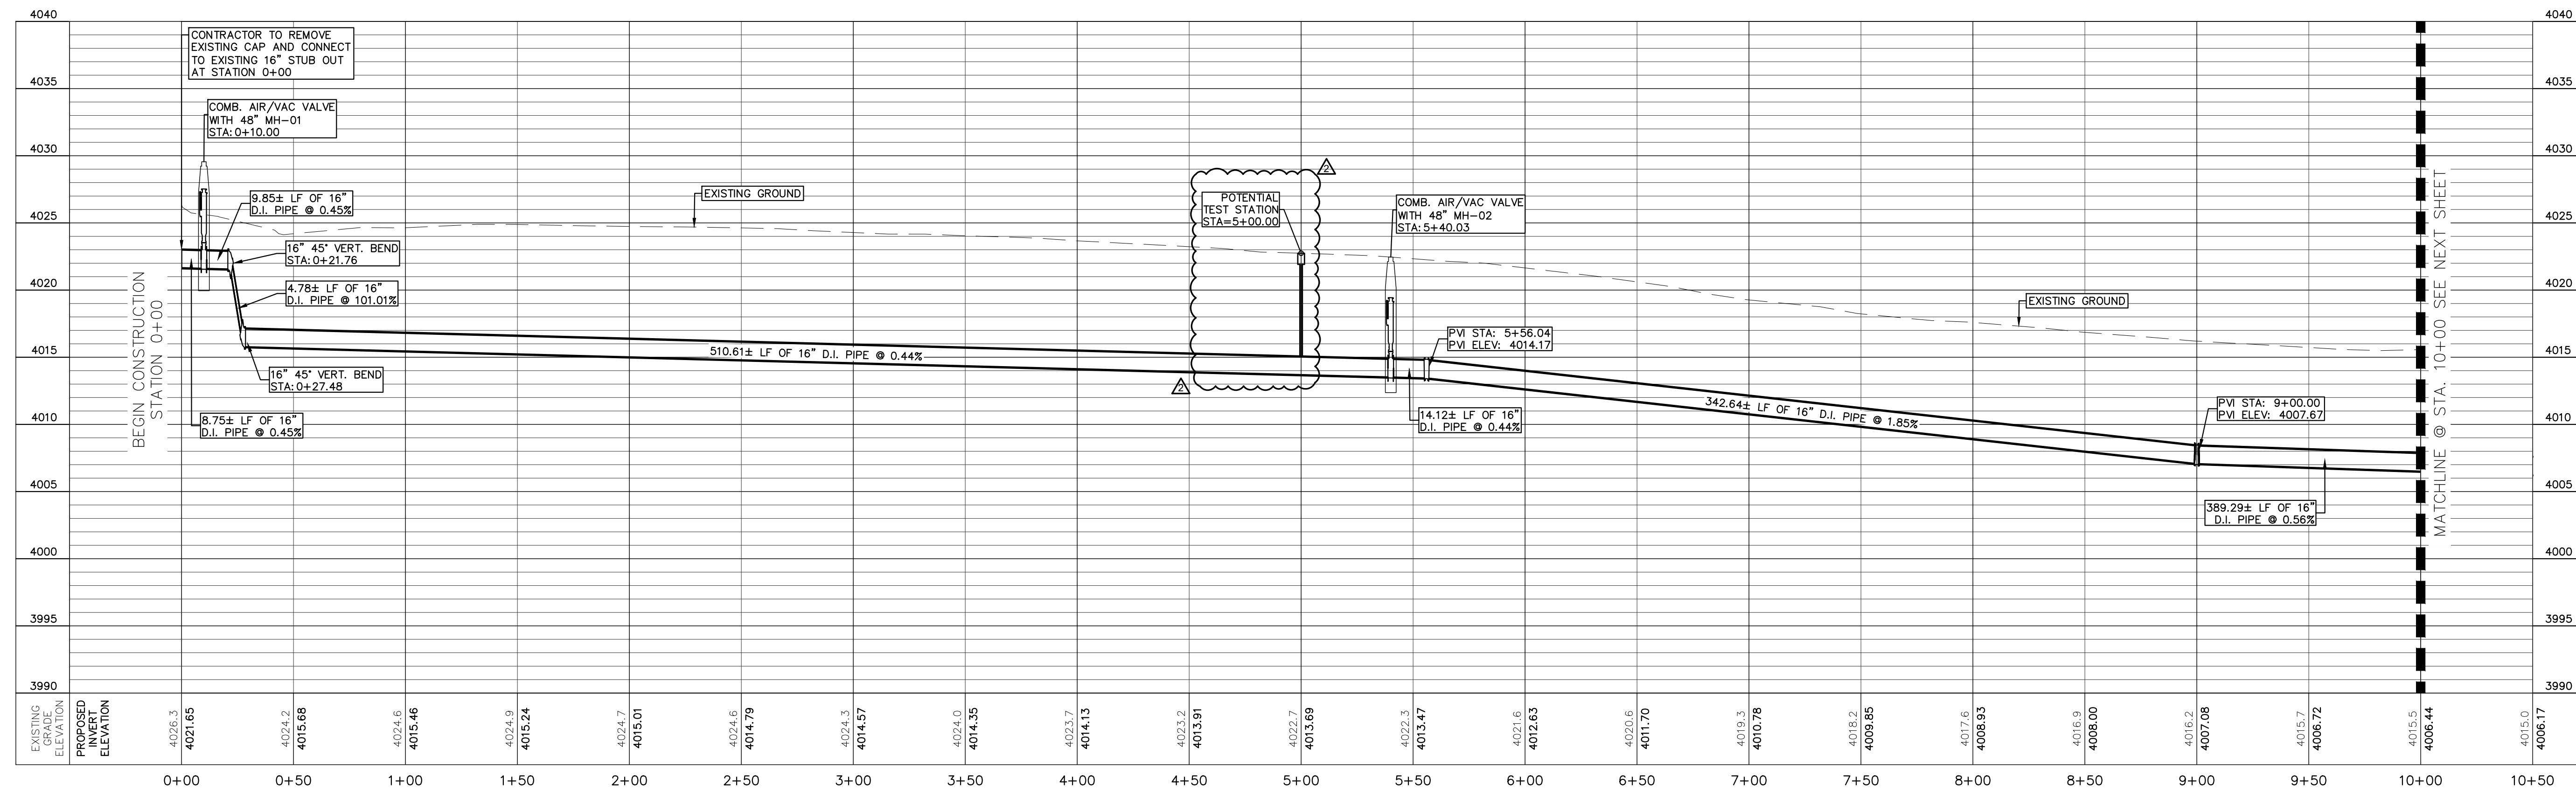 4040
4035
4030
4025
4020
4015
4010
4005
4000
3995
3990
CONTRACTOR TO REMOVE
EXISTING CAP AND CONNECT
TO EXISTING 16" STUB OUT
AT STATION 0+00
COMB. AIR/VAC VALVE
WITH 48" MH-01
STA: 0+10.00
9.85± LF OF 16"
D.I. PIPE @ 0.45%
16" 45° VERT. BEND
STA: 0+21.76
4.78± LF OF 16"
D.I. PIPE @ 101.01%
16" 45° VERT. BEND
STA: 0+27.48
8.75± LF OF 16"
D.I. PIPE @ 0.45%
BEGIN CONSTRUCTION
STATION 0+00
EXISTING GROUND
510.61± LF OF 16" D.I. PIPE @ 0.44%
2
POTENTIAL
TEST STATION
STA=5+00.00
2
COMB. AIR/VAC VALVE
WITH 48" MH-02
STA: 5+40.03
PVI STA: 5+56.04
PVI ELEV: 4014.17
14.12± LF OF 16"
D.I. PIPE @ 0.44%
342.64± LF OF 16" D.I. PIPE @ 1.85%
EXISTING GROUND
PVI STA: 9+00.00
PVI ELEV: 4007.67
389.29± LF OF 16"
D.I. PIPE @ 0.56%
MATCHLINE @ STA. 10+00 SEE NEXT SHEET
4040
4035
4030
4025
4020
4015
4010
4005
4000
3995
3990
EXISTING
GRADE
ELEVATION
PROPOSED
INVERT
ELEVATION
4026.3
4021.65
4024.2
4015.68
4024.6
4015.46
4024.9
4015.24
4024.7
4015.01
4024.6
4014.79
4024.3
4014.57
4024.0
4014.35
4023.7
4014.13
4023.2
4013.91
4022.7
4013.69
4022.3
4013.47
4021.6
4012.63
4020.6
4011.70
4019.3
4010.78
4018.2
4009.85
4017.6
4008.93
4016.9
4008.00
4016.2
4007.08
4015.7
4006.72
4015.5
4006.44
4015.0
4006.17
0+00
0+50
1+00
1+50
2+00
2+50
3+00
3+50
4+00
4+50
5+00
5+50
6+00
6+50
7+00
7+50
8+00
8+50
9+00
9+50
10+00
10+50